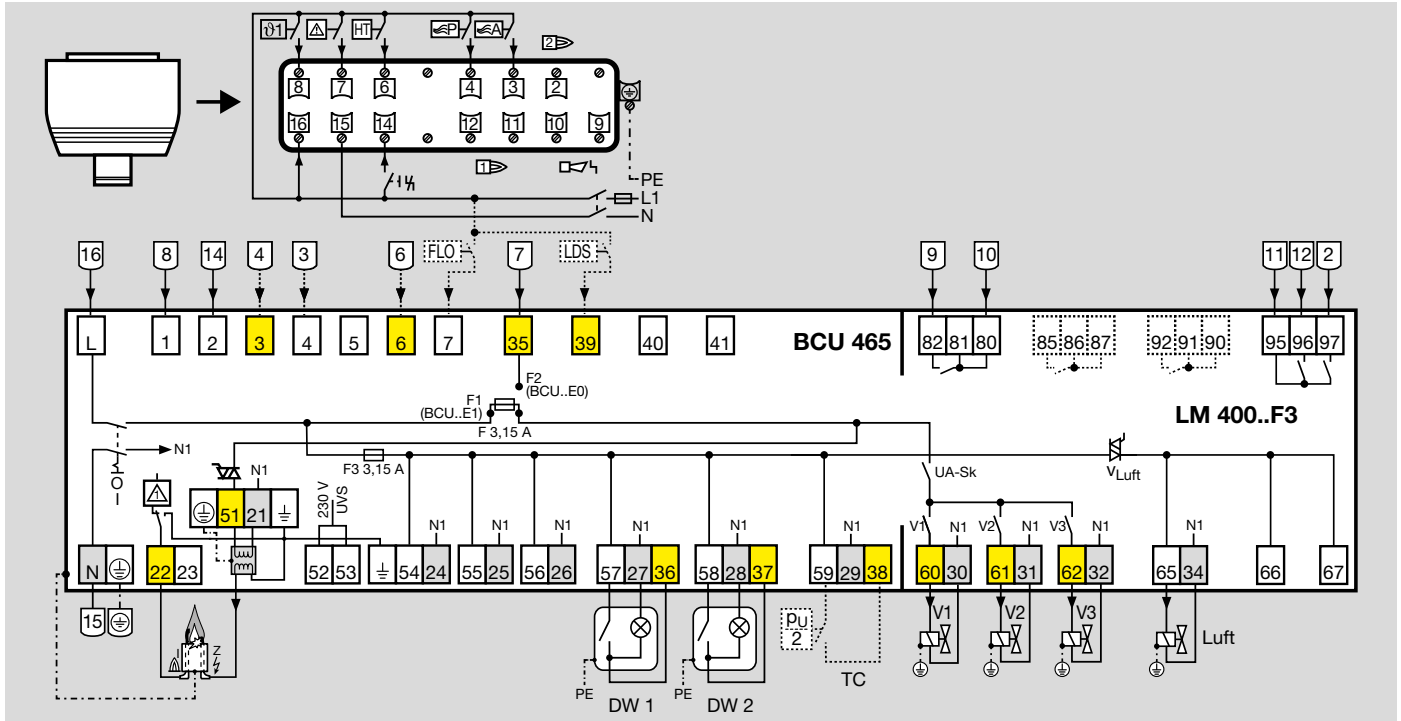 ϑ1 HT P A 2
8 7 6 4 3 2
16 15 14 12 11 10 9
1
PE
L1
N
16 8 14 4 3 6 FLO 7 LDS 9 10 11 12 2
L 1 2 3 4 5 6 7 35 39 40 41 BCU 465 82 81 80 85 86 87 92 91 90 95 96 97
F2
(BCU..E0)
F1
(BCU..E1)
F 3,15 A
LM 400..F3
N1
O
I
F3 3,15 A
UA-Sk
VLuft
N1
51 21
230 V
UVS
1
N1 N1 N1 N1 N1 N1 V1 N1 V2 N1 V3 N1 N1
N 22 23 52 53 54 24 55 25 56 26 57 27 36 58 28 37 59 29 38 60 30 61 31 62 32 65 34 66 67
15
I Z
pu
2
V1 V2 V3 Luft
PE PE
DW 1 DW 2 TC